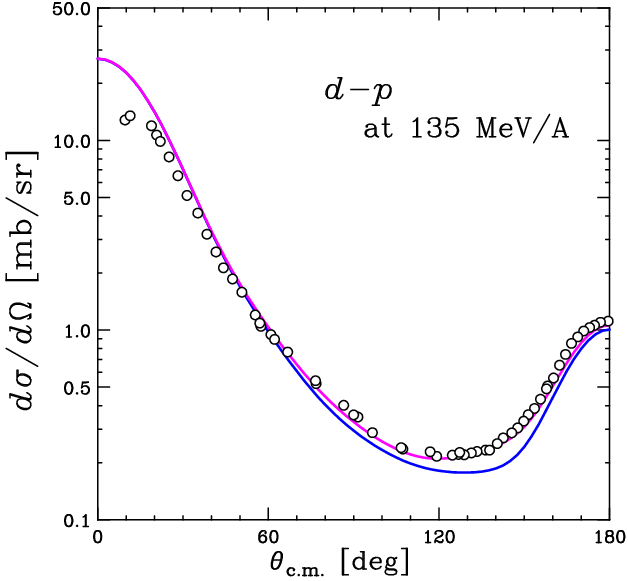 50.0
d−p
at 135 MeV/A
10.0
5.0
dσ/dΩ [mb/sr]
1.0
0.5
0.1
0 60 120 180
θc.m. [deg]